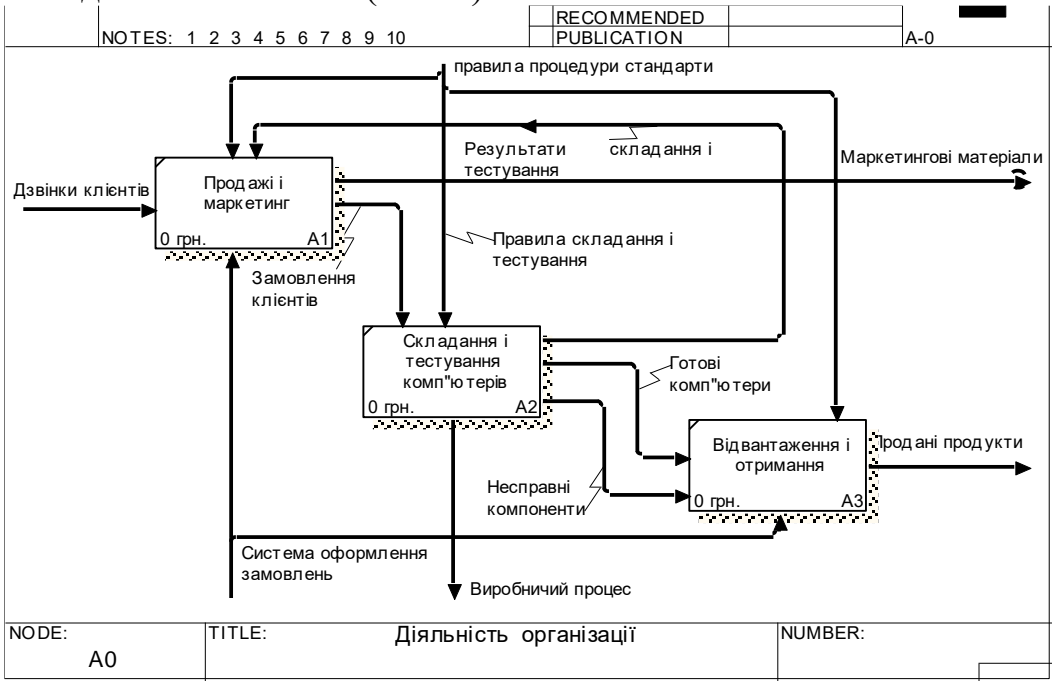 RECOMMENDED
NOTES: 1 2 3 4 5 6 7 8 9 10
PUBLICATION
A-0
правила процедури стандарти
Результати
тестування
складання і
Маркетингові матеріали
Дзвінки клієнтів
Продажі і
маркетинг
0 грн.
A1
Правила складання і
тестування
Замовлення
клієнтів
Складання і
тестування
комп"ютерів
0 грн.
A2
Готові
комп"ютери
Відвантаження і
отримання
0 грн.
A3
Продані продукти
Несправні
компоненти
Система оформлення
замовлень
Виробничий процес
NODE:
A0
TITLE:
Діяльність організації
NUMBER: